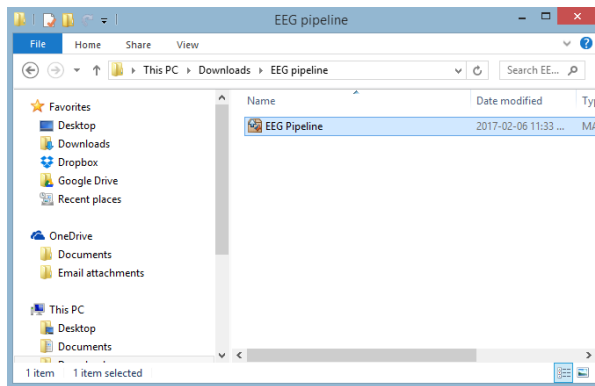 EEG pipeline
File Home Share View
This PC Downloads EEG pipeline
Search EE...
Name Date modified Ty
Favorites
Desktop
Downloads
Dropbox
Google Drive
Recent places
EEG Pipeline 2017-02-06 11:33 ... MA
OneDrive
Documents
Email attachments
This PC
Desktop
Documents
1 item 1 item selected